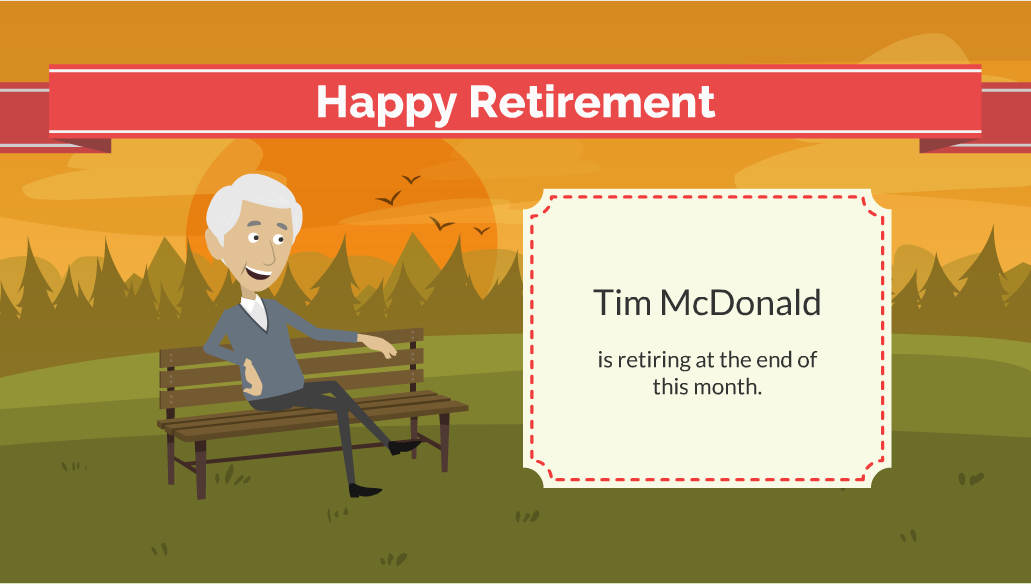 Happy Retirement
Tim McDonald
is retiring at the end of
this month.